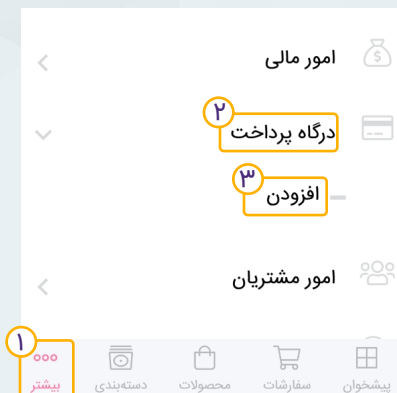 امور مالی
۲
درگاه پرداخت
۳
افزودن
امور مشتریان
۱
پیشخوان سفارشات محصولات دسته‌بندی بیشتر